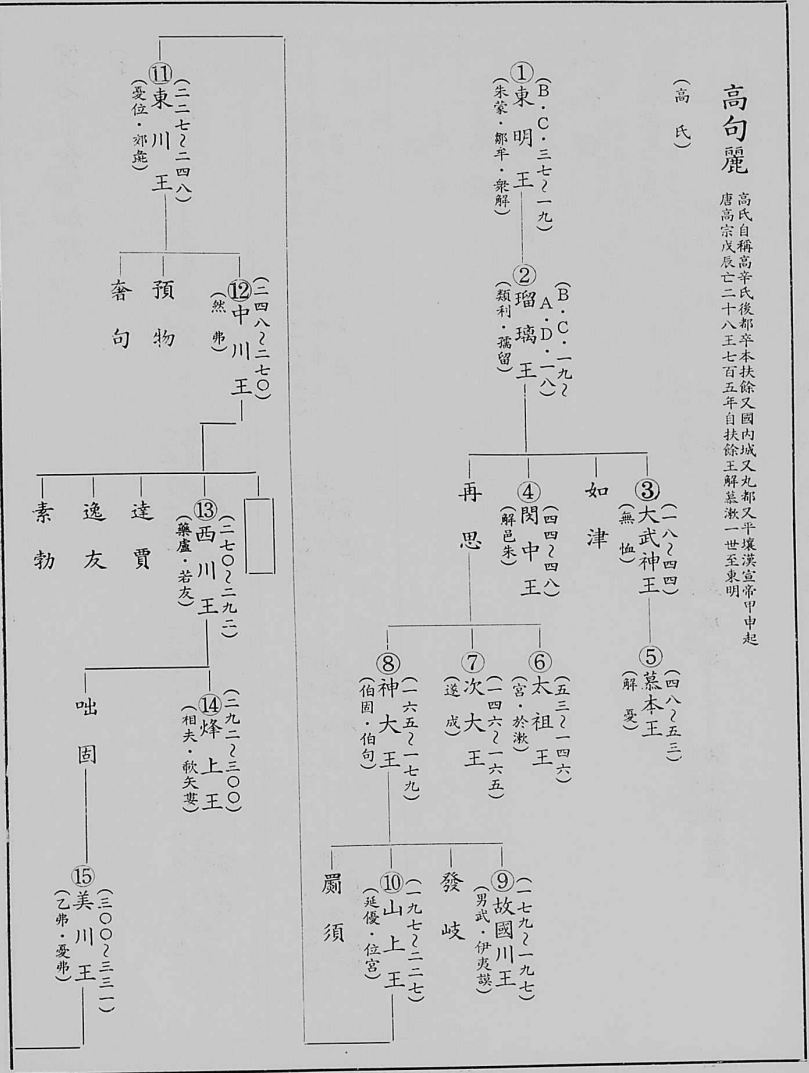 高句麗
高氏自稱高辛氏後都卒本扶餘又國內城又丸都又平壤漢宣帝甲申起
唐高宗戊辰亡二十八王七百五年自扶餘王解慕漱一世至東明
(高氏)
(B・C・三七~一九)
①東明王
(朱蒙・鄒牟・衆解)
(B・C・一九~
A・D・一八)
②瑠璃王
(類利・孺留)
(一八~四四)
③大武神王
(無恤)
如津
(四四~四八)
④閔中王
(解邑朱)
再思
(四八~五三)
⑤慕本王
(解憂)
(五三~一四六)
⑥太祖王
(宮・於漱)
(一四六~一六五)
⑦次大王
(遂成)
(一六五~一七九)
⑧神大王
(伯固・伯句)
(一七九~一九七)
⑨故國川王
(男武・伊夷謨)
發岐
(一九七~二二七)
⑩山上王
(延優・位宮)
罽須
(二二七~二四八)
⑪東川王
(憂位・郊彘)
(二四八~二七〇)
⑫中川王
(然弗)
預物
奢句
(二七〇~二九二)
⑬西川王
(藥盧・若友)
達賈
逸友
素勃
(二九二~三〇〇)
⑭烽上王
(相夫・歃矢婁)
咄固
(三〇〇~三三一)
⑮美川王
(乙弗・憂弗)